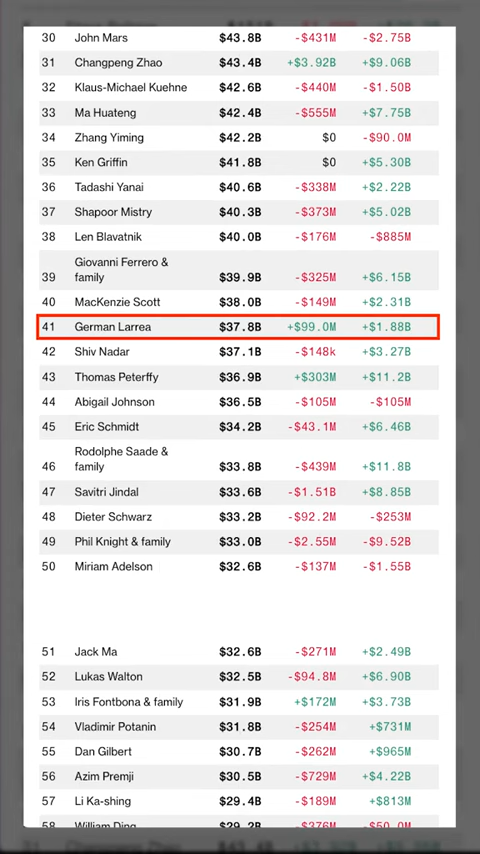 30 John Mars $43.8B -$431M -$2.75B
31 Changpeng Zhao $43.4B +$3.92B +$9.06B
32 Klaus-Michael Kuehne $42.6B -$440M -$1.50B
33 Ma Huateng $42.4B -$555M +$7.75B
34 Zhang Yiming $42.2B $0 -$90.0M
35 Ken Griffin $41.8B $0 +$5.30B
36 Tadashi Yanai $40.6B -$338M +$2.22B
37 Shapoor Mistry $40.3B -$373M +$5.02B
38 Len Blavatnik $40.0B -$176M -$885M
Giovanni Ferrero &
39 family $39.9B -$325M +$6.15B
40 MacKenzie Scott $38.0B -$149M +$2.31B
41 German Larrea $37.8B +$99.0M +$1.88B
42 Shiv Nadar $37.1B -$148k +$3.27B
43 Thomas Peterffy $36.9B +$303M +$11.2B
44 Abigail Johnson $36.5B -$105M -$105M
45 Eric Schmidt $34.2B -$43.1M +$6.46B
Rodolphe Saade &
46 family $33.8B -$439M +$11.8B
47 Savitri Jindal $33.6B -$1.51B +$8.85B
48 Dieter Schwarz $33.2B -$92.2M -$253M
49 Phil Knight & family $33.0B -$2.55M -$9.52B
50 Miriam Adelson $32.6B -$137M -$1.55B
51 Jack Ma $32.6B -$271M +$2.49B
52 Lukas Walton $32.5B -$94.8M +$6.90B
53 Iris Fontbona & family $31.9B +$172M +$3.73B
54 Vladimir Potanin $31.8B -$254M +$731M
55 Dan Gilbert $30.7B -$262M +$965M
56 Azim Premji $30.5B -$729M +$4.22B
57 Li Ka-shing $29.4B -$189M +$813M
58 William Ding $29.2B -$376M -$50.0M